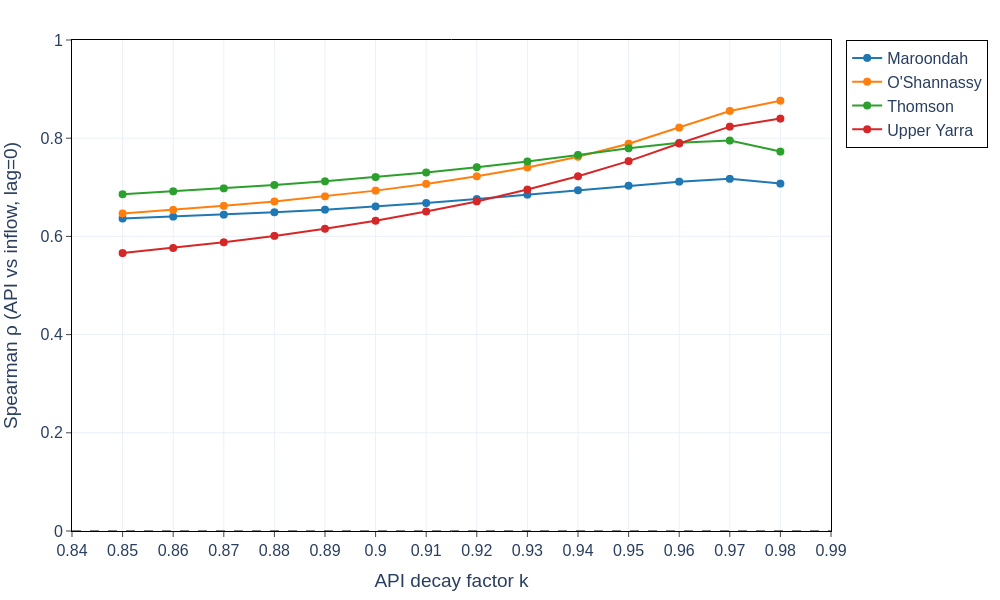 1
0.8
0.6
0.4
0.2
0
Spearman ρ (API vs inflow, lag=0)
0.84 0.85 0.86 0.87 0.88 0.89 0.9 0.91 0.92 0.93 0.94 0.95 0.96 0.97 0.98 0.99
API decay factor k
Maroondah
O'Shannassy
Thomson
Upper Yarra